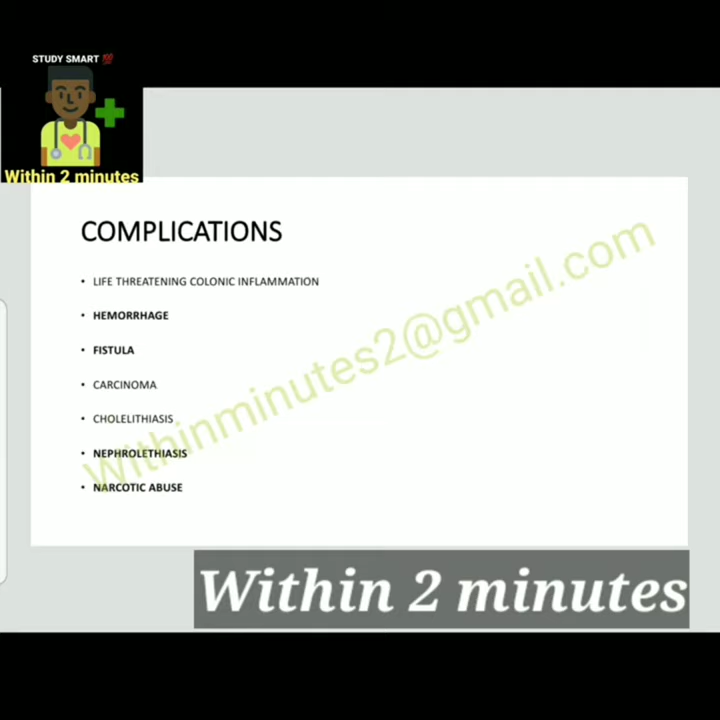 STUDY SMART 💯
Within 2 minutes
COMPLICATIONS
• LIFE THREATENING COLONIC INFLAMMATION
• HEMORRHAGE
• FISTULA
• CARCINOMA
• CHOLELITHIASIS
• NEPHROLETHIASIS
• NARCOTIC ABUSE
Withinminutes2@gmail.com
Within 2 minutes